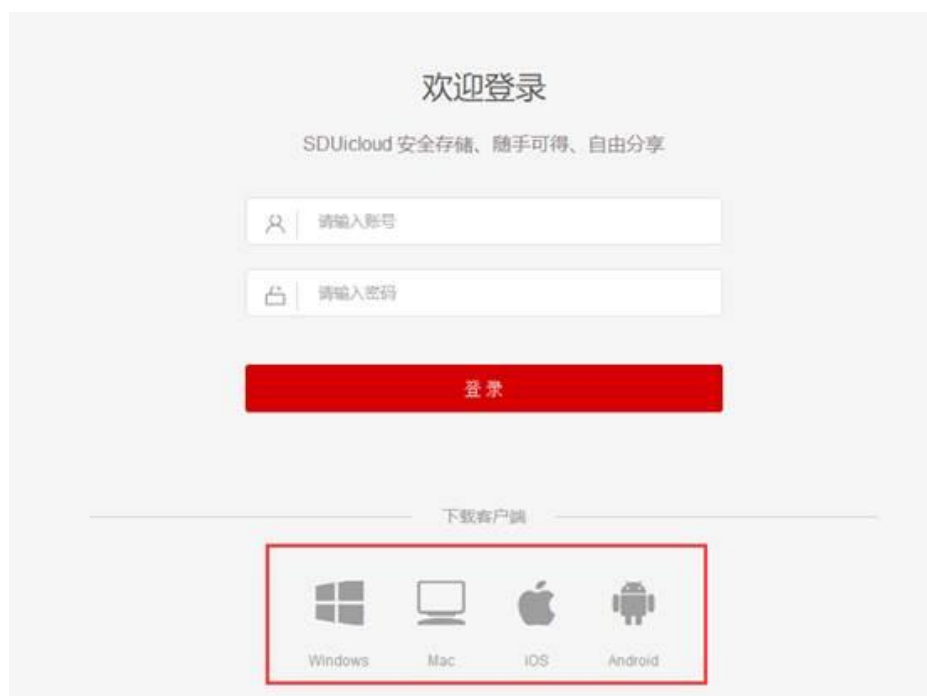 欢迎登录
SDUicloud 安全存储、随手可得、自由分享
请输入账号
请输入密码
登 录
下载客户端
Windows Mac iOS Android